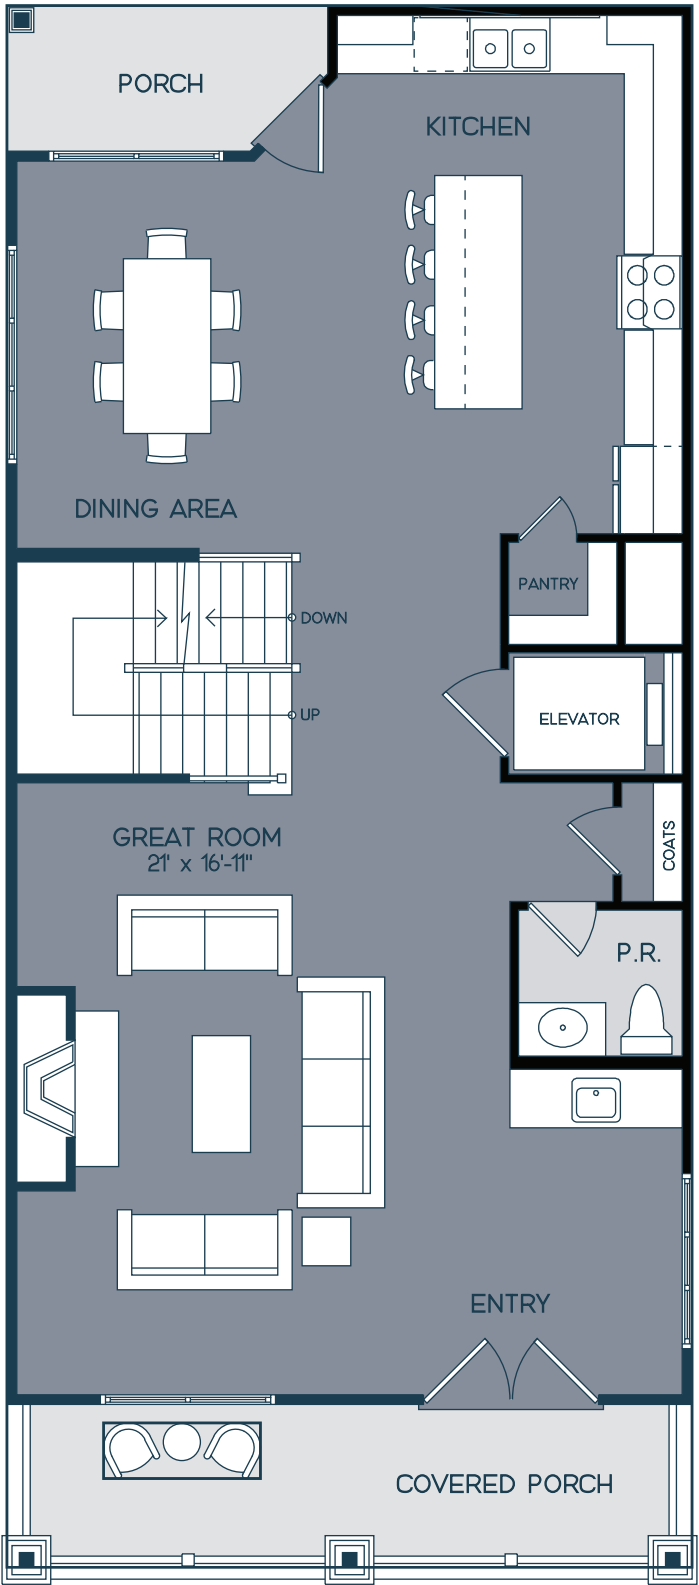 PORCH
KITCHEN
DINING AREA
PANTRY
DOWN
ELEVATOR
UP
GREAT ROOM
21' x 16'-11"
COATS
P.R.
ENTRY
COVERED PORCH